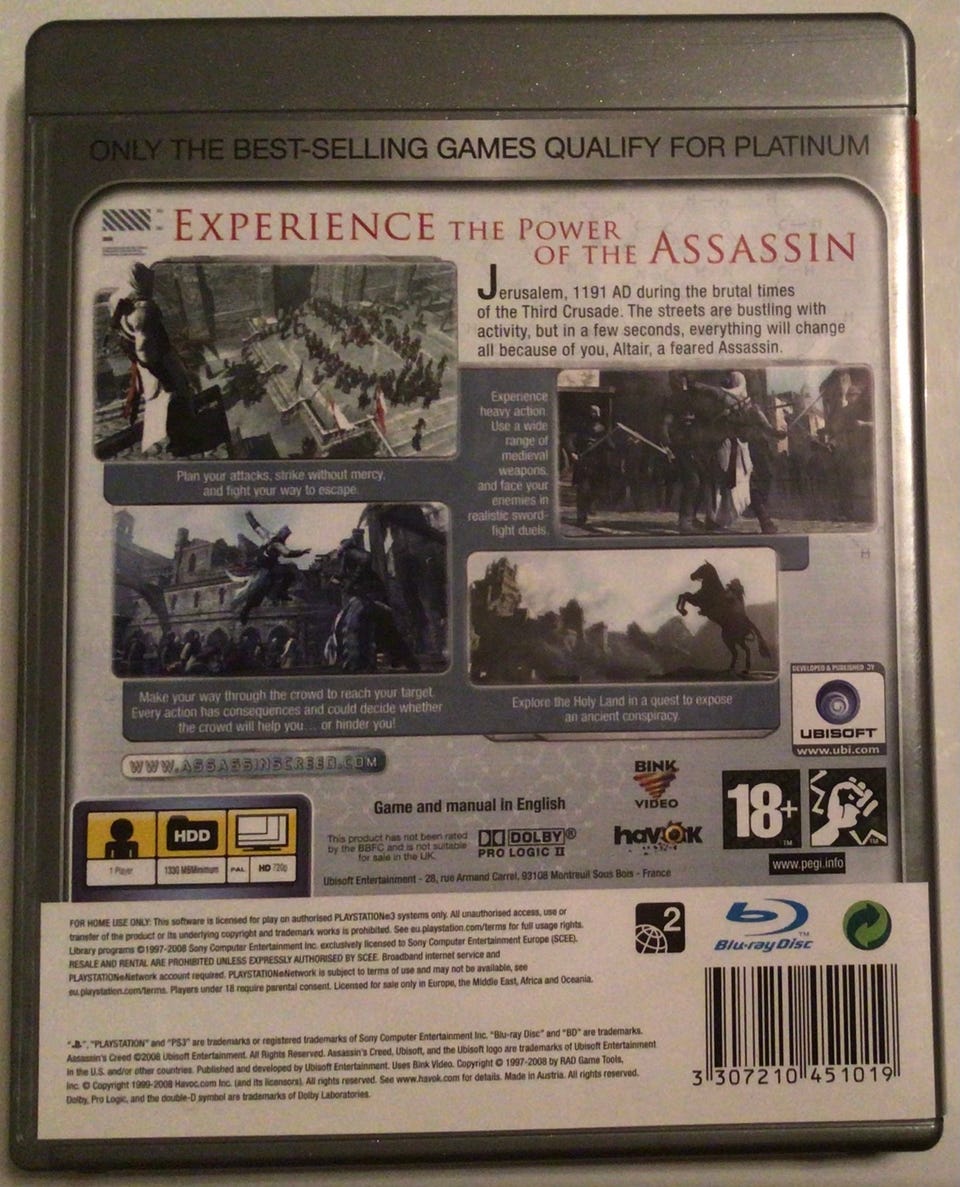 ONLY THE BEST-SELLING GAMES QUALIFY FOR PLATINUM
EXPERIENCE THE POWER
OF THE ASSASSIN
Jerusalem, 1191 AD during the brutal times
of the Third Crusade. The streets are bustling with
activity, but in a few seconds, everything will change
all because of you, Altair, a feared Assassin.
Plan your attacks, strike without mercy,
and fight your way to escape.
Experience
heavy action.
Use a wide
range of
medieval
weapons,
and face your
enemies in
realistic sword-
fight duels.
Make your way through the crowd to reach your target.
Every action has consequences and could decide whether
the crowd will help you... or hinder you!
Explore the Holy Land in a quest to expose
an ancient conspiracy.
DEVELOPED & PUBLISHED BY
UBISOFT
www.ubi.com
WWW.ASSASSINSCREED.COM
BINK
VIDEO
Game and manual in English
HDD
1 Player
1330 MBMinimum
PAL
HD 720p
This product has not been rated
by the BBFC and is not suitable
for sale in the UK.
DOLBY®
PRO LOGIC II
havok
18+
TM
TM
www.pegi.info
Ubisoft Entertainment - 28, rue Armand Carrel, 93108 Montreuil Sous Bois - France
FOR HOME USE ONLY: This software is licensed for play on authorised PLAYSTATION®3 systems only. All unauthorised access, use or
transfer of the product or its underlying copyright and trademark works is prohibited. See eu.playstation.com/terms for full usage rights.
Library programs ©1997-2008 Sony Computer Entertainment Inc. exclusively licensed to Sony Computer Entertainment Europe (SCEE).
RESALE AND RENTAL ARE PROHIBITED UNLESS EXPRESSLY AUTHORISED BY SCEE. Broadband internet service and
PLAYSTATION®Network account required. PLAYSTATION®Network is subject to terms of use and may not be available, see
eu.playstation.com/terms. Players under 18 require parental consent. Licensed for sale only in Europe, the Middle East, Africa and Oceania.
2
Blu-ray Disc
TM
"", "PLAYSTATION" and "PS3" are trademarks or registered trademarks of Sony Computer Entertainment Inc. "Blu-ray Disc" and "BD" are trademarks.
Assassin's Creed ©2008 Ubisoft Entertainment. All Rights Reserved. Assassin's Creed, Ubisoft, and the Ubisoft logo are trademarks of Ubisoft Entertainment
in the U.S. and/or other countries. Published and developed by Ubisoft Entertainment. Uses Bink Video. Copyright © 1997-2008 by RAD Game Tools,
Inc. © Copyright 1999-2008 Havoc.com Inc. (and its licensors). All rights reserved. See www.havok.com for details. Made in Austria. All rights reserved.
Dolby, Pro Logic, and the double-D symbol are trademarks of Dolby Laboratories.
3 307210 451019